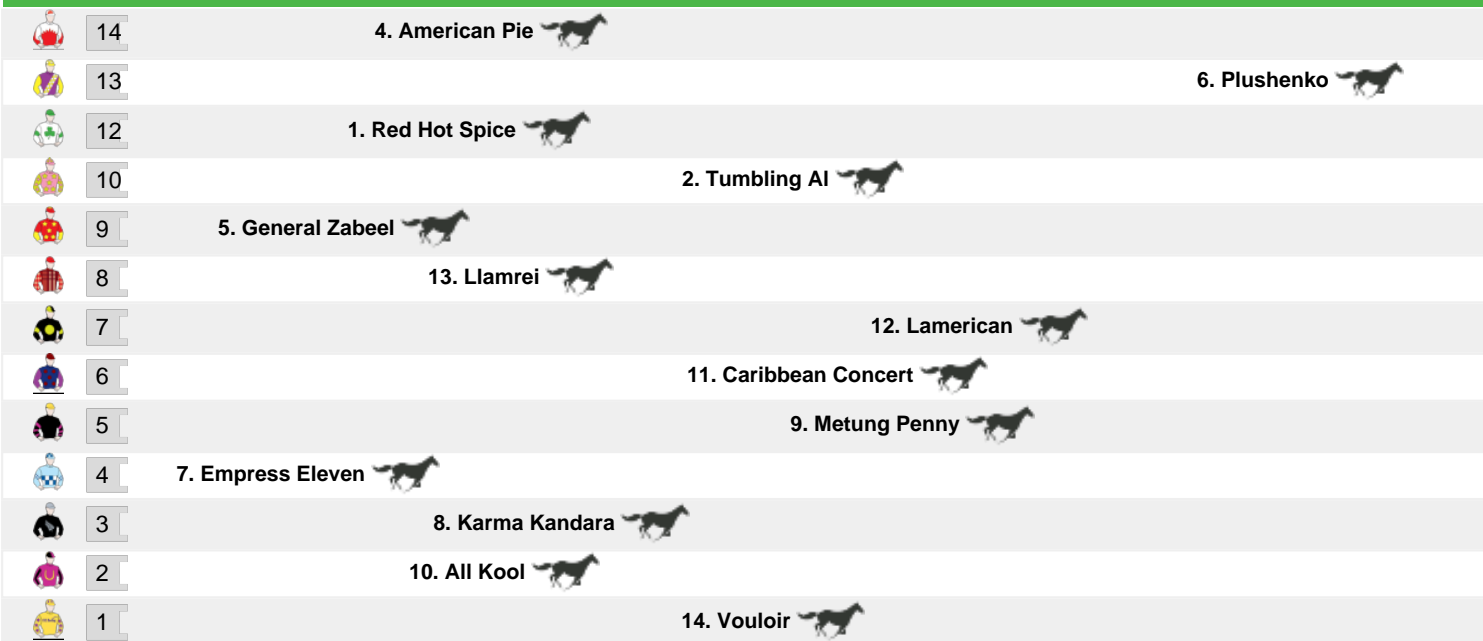 14 4. American Pie
13 6. Plushenko
12 1. Red Hot Spice
10 2. Tumbling Al
9 5. General Zabeel
8 13. Llamrei
7 12. Lamerican
6 11. Caribbean Concert
5 9. Metung Penny
4 7. Empress Eleven
3 8. Karma Kandara
2 10. All Kool
1 14. Vouloir